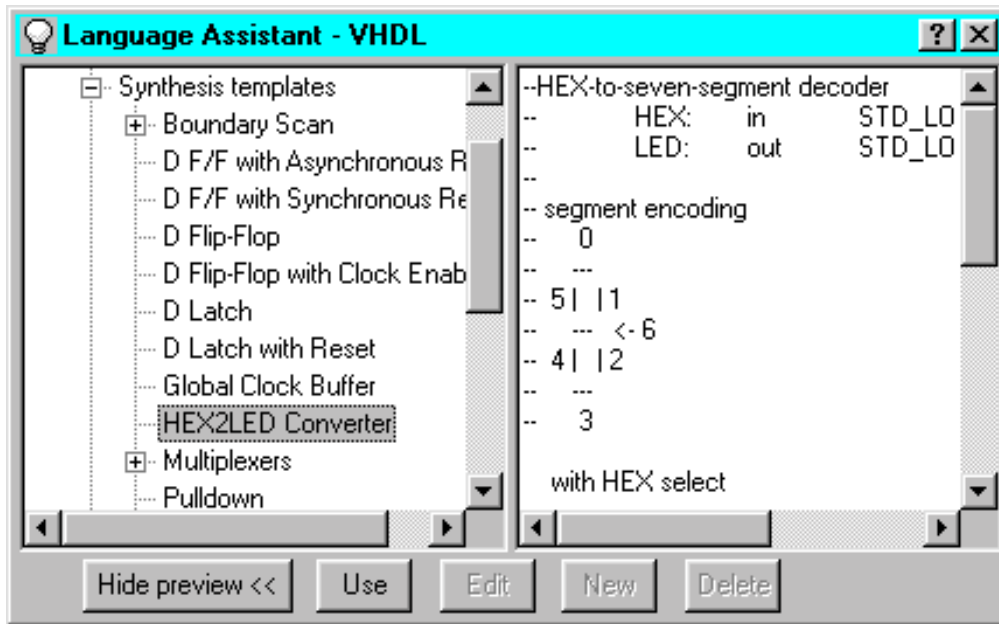 Language Assistant - VHDL
Synthesis templates
Boundary Scan
D F/F with Asynchronous R
D F/F with Synchronous Re
D Flip-Flop
D Flip-Flop with Clock Enab
D Latch
D Latch with Reset
Global Clock Buffer
HEX2LED Converter
Multiplexers
Pulldown
--HEX-to-seven-segment decoder
-- HEX: in STD_LO
-- LED: out STD_LO
--
-- segment encoding
-- 0
-- ---
-- 5| |1
-- --- <- 6
-- 4| |2
-- ---
-- 3
with HEX select
Hide preview << Use Edit New Delete